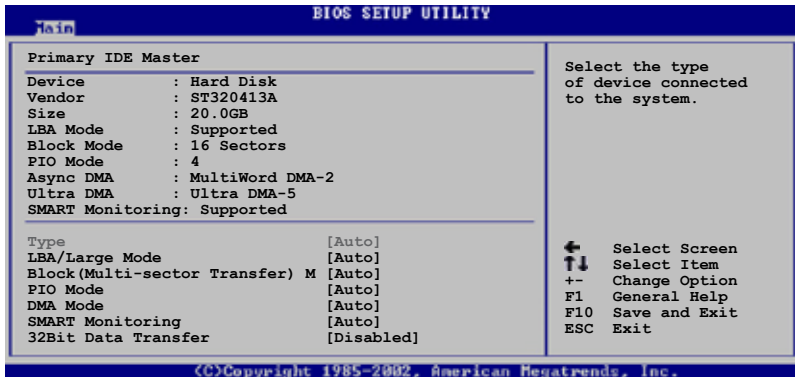 BIOS SETUP UTILITY
Main
Primary IDE Master
Device : Hard Disk
Vendor : ST320413A
Size : 20.0GB
LBA Mode : Supported
Block Mode : 16 Sectors
PIO Mode : 4
Async DMA : MultiWord DMA-2
Ultra DMA : Ultra DMA-5
SMART Monitoring: Supported
Type [Auto]
LBA/Large Mode [Auto]
Block(Multi-sector Transfer) M [Auto]
PIO Mode [Auto]
DMA Mode [Auto]
SMART Monitoring [Auto]
32Bit Data Transfer [Disabled]
Select the type
of device connected
to the system.
← Select Screen
↑↓ Select Item
+- Change Option
F1 General Help
F10 Save and Exit
ESC Exit
(C)Copyright 1985-2002, American Megatrends, Inc.